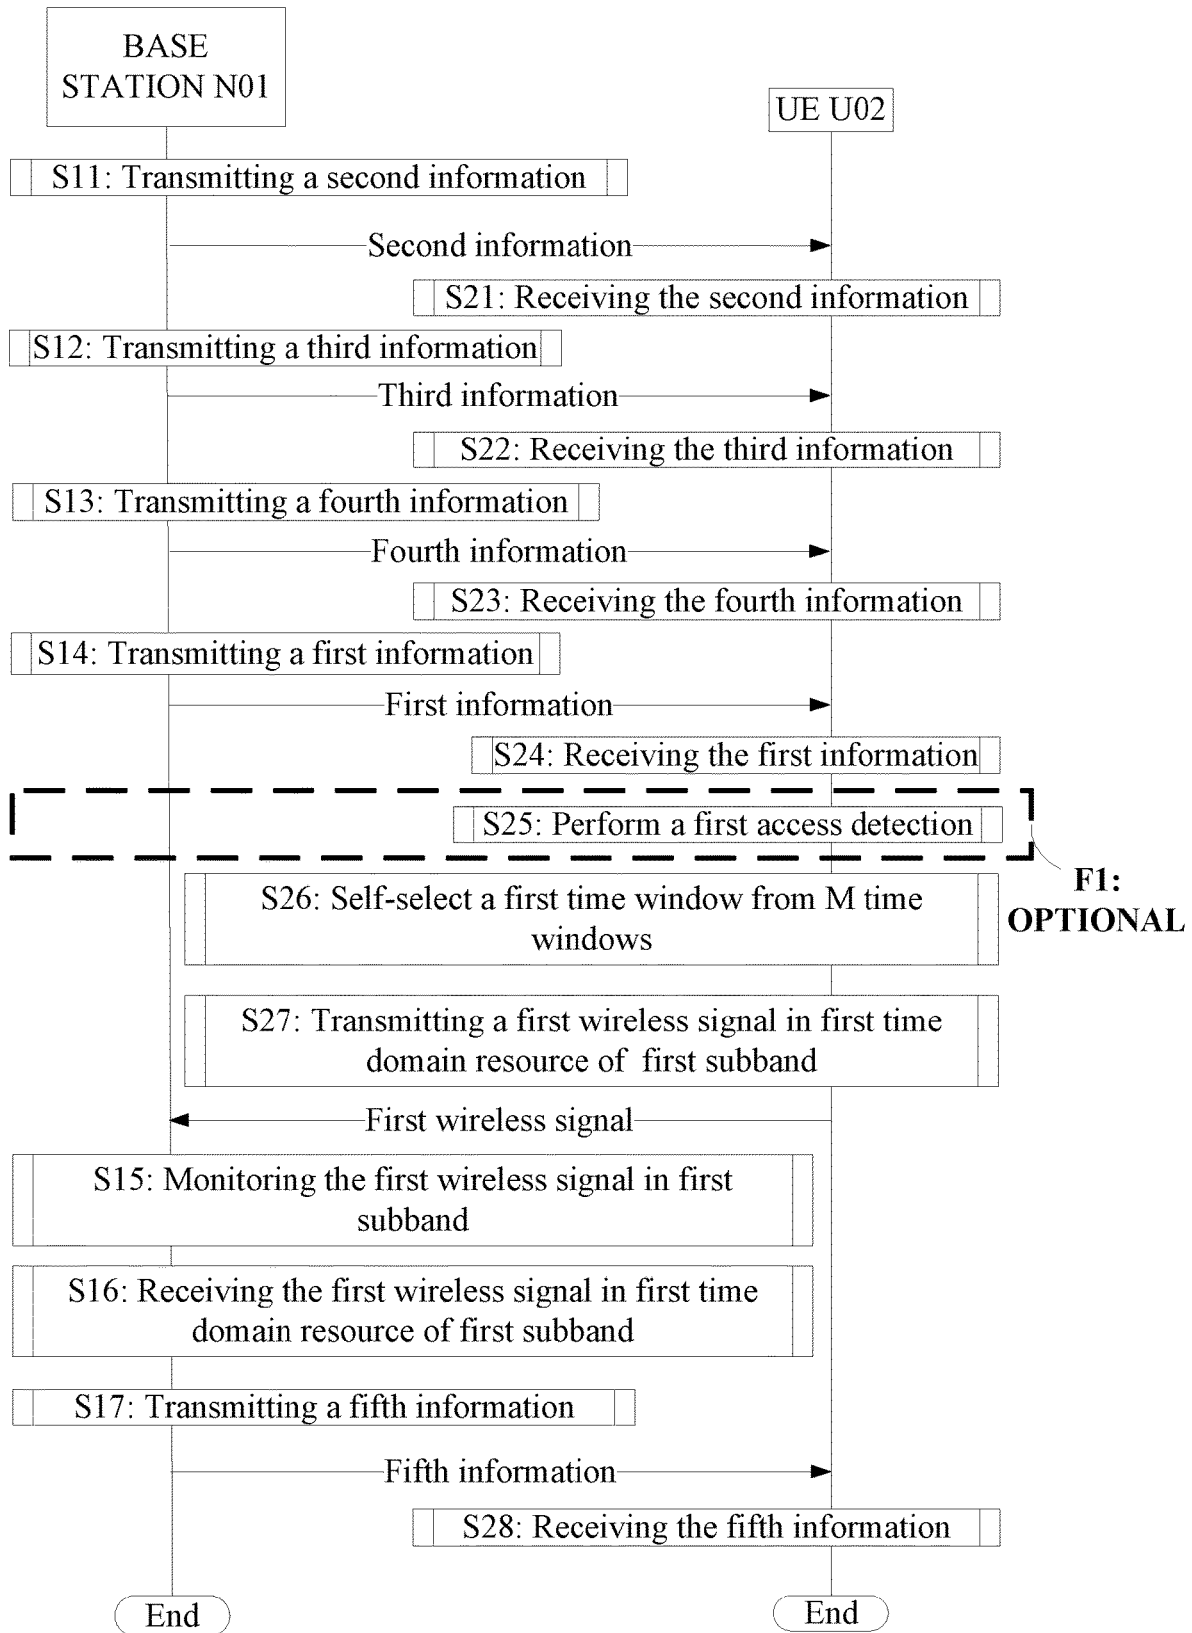 BASE
STATION N01
UE U02
S11: Transmitting a second information
Second information
S21: Receiving the second information
S12: Transmitting a third information
Third information
S22: Receiving the third information
S13: Transmitting a fourth information
Fourth information
S23: Receiving the fourth information
S14: Transmitting a first information
First information
S24: Receiving the first information
S25: Perform a first access detection
F1:
OPTIONAL
S26: Self-select a first time window from M time
windows
S27: Transmitting a first wireless signal in first time
domain resource of first subband
First wireless signal
S15: Monitoring the first wireless signal in first
subband
S16: Receiving the first wireless signal in first time
domain resource of first subband
S17: Transmitting a fifth information
Fifth information
S28: Receiving the fifth information
End
End